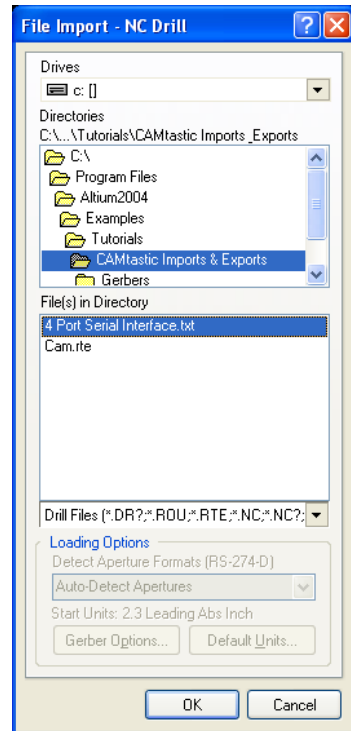 File Import - NC Drill
Drives
c: []
Directories
C:\...\Tutorials\CAMtastic Imports _Exports
C:\
Program Files
Altium2004
Examples
Tutorials
CAMtastic Imports & Exports
Gerbers
File(s) in Directory
4 Port Serial Interface.txt
Cam.rte
Drill Files (*.DR?;*.ROU;*.RTE;*.NC;*.NC?;
Loading Options
Detect Aperture Formats (RS-274-D)
Auto-Detect Apertures
Start Units: 2.3 Leading Abs Inch
Gerber Options... Default Units...
OK Cancel